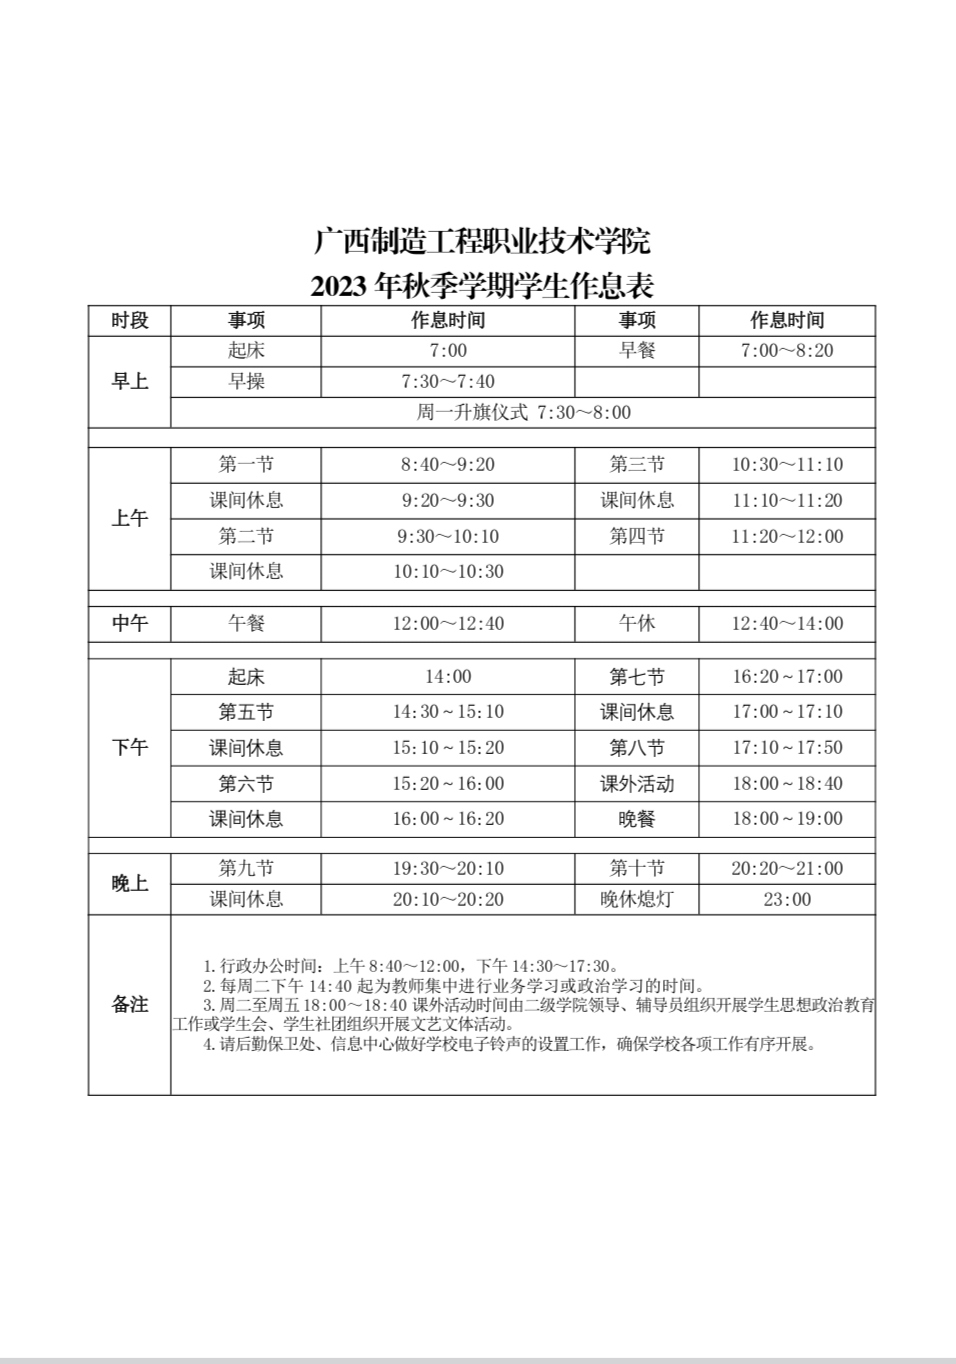 广西制造工程职业技术学院
2023 年秋季学期学生作息表
时段 事项 作息时间 事项 作息时间
早上
起床 7:00 早餐 7:00～8:20
早操 7:30～7:40
周一升旗仪式 7:30～8:00
上午
第一节 8:40～9:20 第三节 10:30～11:10
课间休息 9:20～9:30 课间休息 11:10～11:20
第二节 9:30～10:10 第四节 11:20～12:00
课间休息 10:10～10:30
中午 午餐 12:00～12:40 午休 12:40～14:00
下午
起床 14:00 第七节 16:20～17:00
第五节 14:30～15:10 课间休息 17:00～17:10
课间休息 15:10～15:20 第八节 17:10～17:50
第六节 15:20～16:00 课外活动 18:00～18:40
课间休息 16:00～16:20 晚餐 18:00～19:00
晚上
第九节 19:30～20:10 第十节 20:20～21:00
课间休息 20:10～20:20 晚休熄灯 23:00
备注
1.行政办公时间：上午 8:40～12:00，下午 14:30～17:30。
2.每周二下午 14:40 起为教师集中进行业务学习或政治学习的时间。
3.周二至周五 18:00～18:40 课外活动时间由二级学院领导、辅导员组织开展学生思想政治教育
工作或学生会、学生社团组织开展文艺文体活动。
4.请后勤保卫处、信息中心做好学校电子铃声的设置工作，确保学校各项工作有序开展。